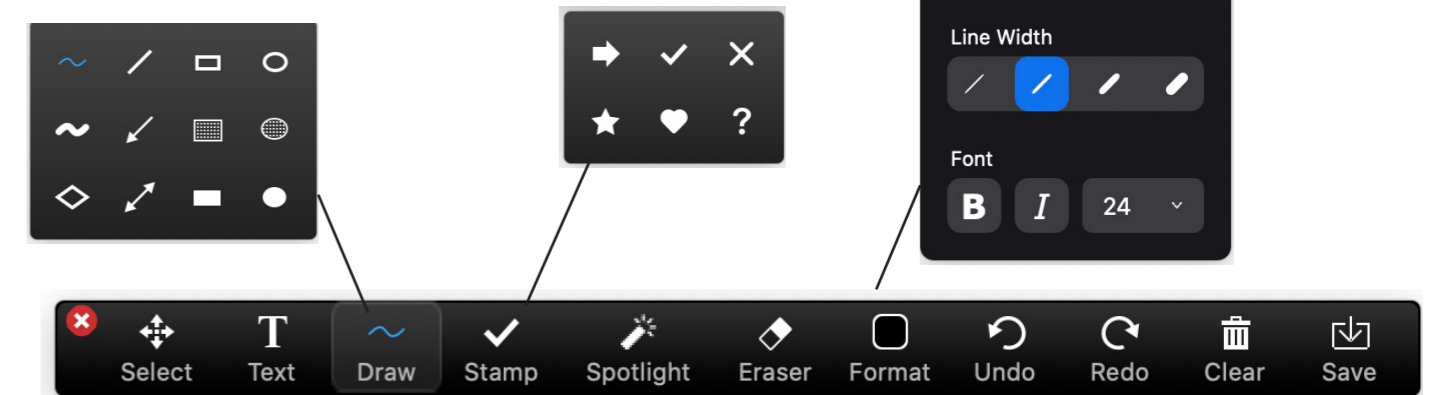 ?
Line Width
Font
B I 24
Select Text Draw Stamp Spotlight Eraser Format Undo Redo Clear Save